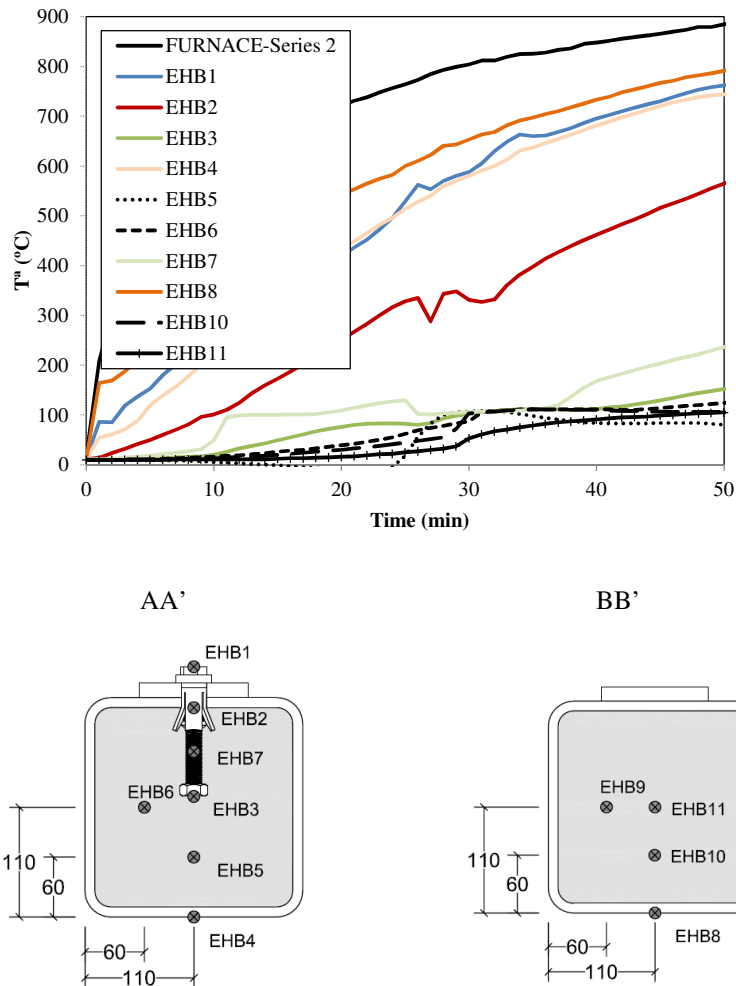 900
800
700
600
500
400
300
200
100
0
Tª (ºC)
FURNACE-Series 2
EHB1
EHB2
EHB3
EHB4
EHB5
EHB6
EHB7
EHB8
EHB10
EHB11
0 10 20 30 40 50
Time (min)
AA’ BB’
EHB1
EHB2
EHB7
EHB6 EHB3
EHB5
EHB4
110
60
60
110
EHB9 EHB11
EHB10
EHB8
110
60
60
110